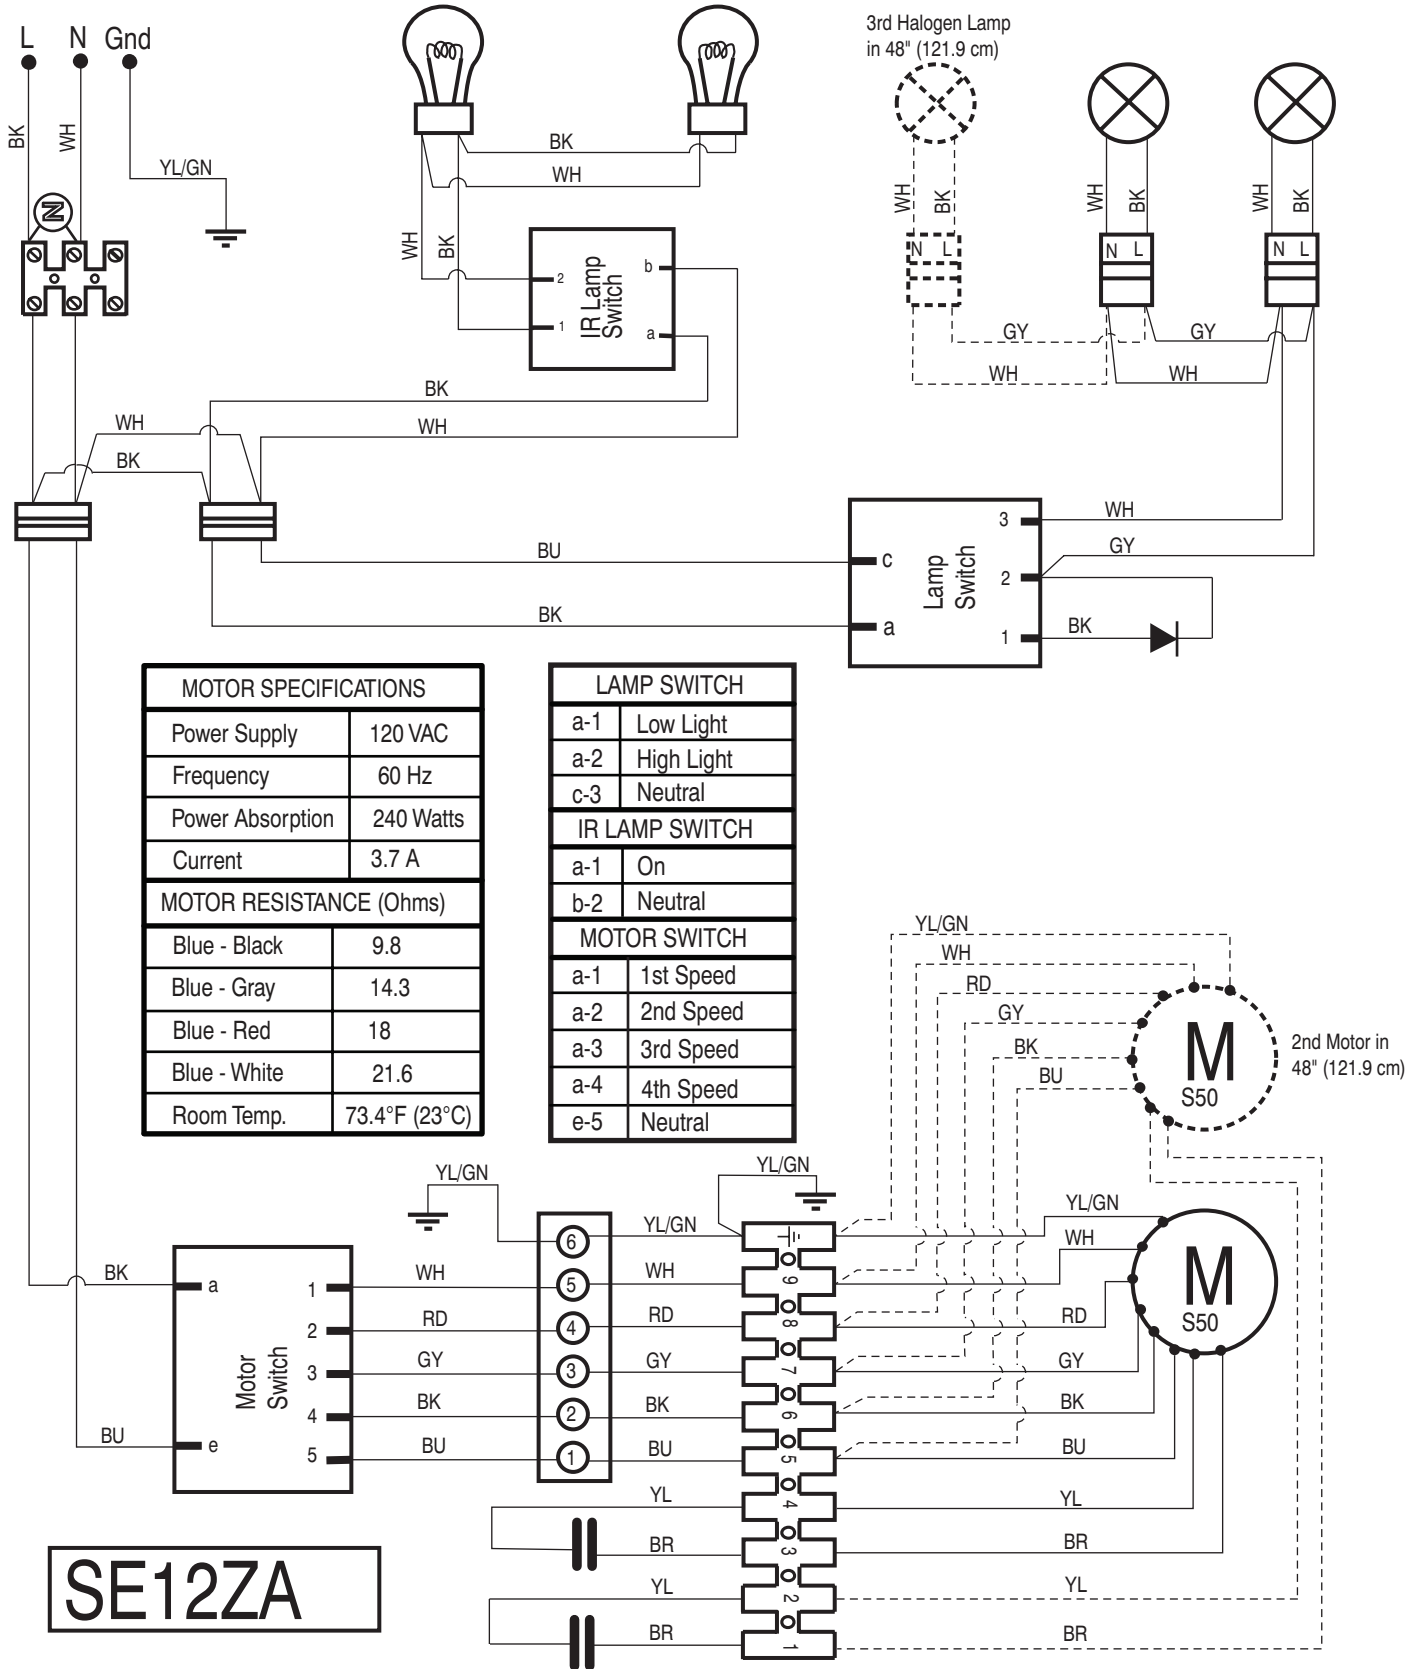 L N Gnd
3rd Halogen Lamp
in 48" (121.9 cm)
BK
WH
YL/GN
N
BK
WH
WH
BK
WH
BK
WH
BK
WH
BK
N L
N L
N L
2
1
IR Lamp
Switch
b
a
GY
WH
GY
WH
BK
WH
WH
BK
BU
BK
c
a
Lamp
Switch
3
2
1
WH
GY
BK
MOTOR SPECIFICATIONS
Power Supply 120 VAC
Frequency 60 Hz
Power Absorption 240 Watts
Current 3.7 A
MOTOR RESISTANCE (Ohms)
Blue - Black 9.8
Blue - Gray 14.3
Blue - Red 18
Blue - White 21.6
Room Temp. 73.4°F (23°C)
LAMP SWITCH
a-1 Low Light
a-2 High Light
c-3 Neutral
IR LAMP SWITCH
a-1 On
b-2 Neutral
MOTOR SWITCH
a-1 1st Speed
a-2 2nd Speed
a-3 3rd Speed
a-4 4th Speed
e-5 Neutral
YL/GN
WH
RD
GY
BK
BU
M
S50
2nd Motor in
48" (121.9 cm)
YL/GN
YL/GN
BK
BU
a
e
Motor
Switch
1
2
3
4
5
WH
RD
GY
BK
BU
6
5
4
3
2
1
YL/GN
WH
RD
GY
BK
BU
YL
BR
YL
BR
9
8
7
6
5
4
3
2
1
YL/GN
WH
RD
GY
BK
BU
YL
BR
YL
BR
M
S50
SE12ZA